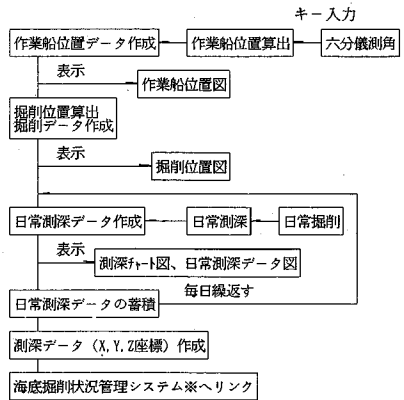 キー入力
作業船位置データ作成 作業船位置算出 六分儀測角
表示
作業船位置図
掘削位置算出
掘削データ作成
表示
掘削位置図
日常測深データ作成 日常測深 日常掘削
表示
測深チャート図、日常測深データ図
毎日繰返す
日常測深データの蓄積
測深データ（X,Y,Z座標）作成
海底掘削状況管理システム※へリンク